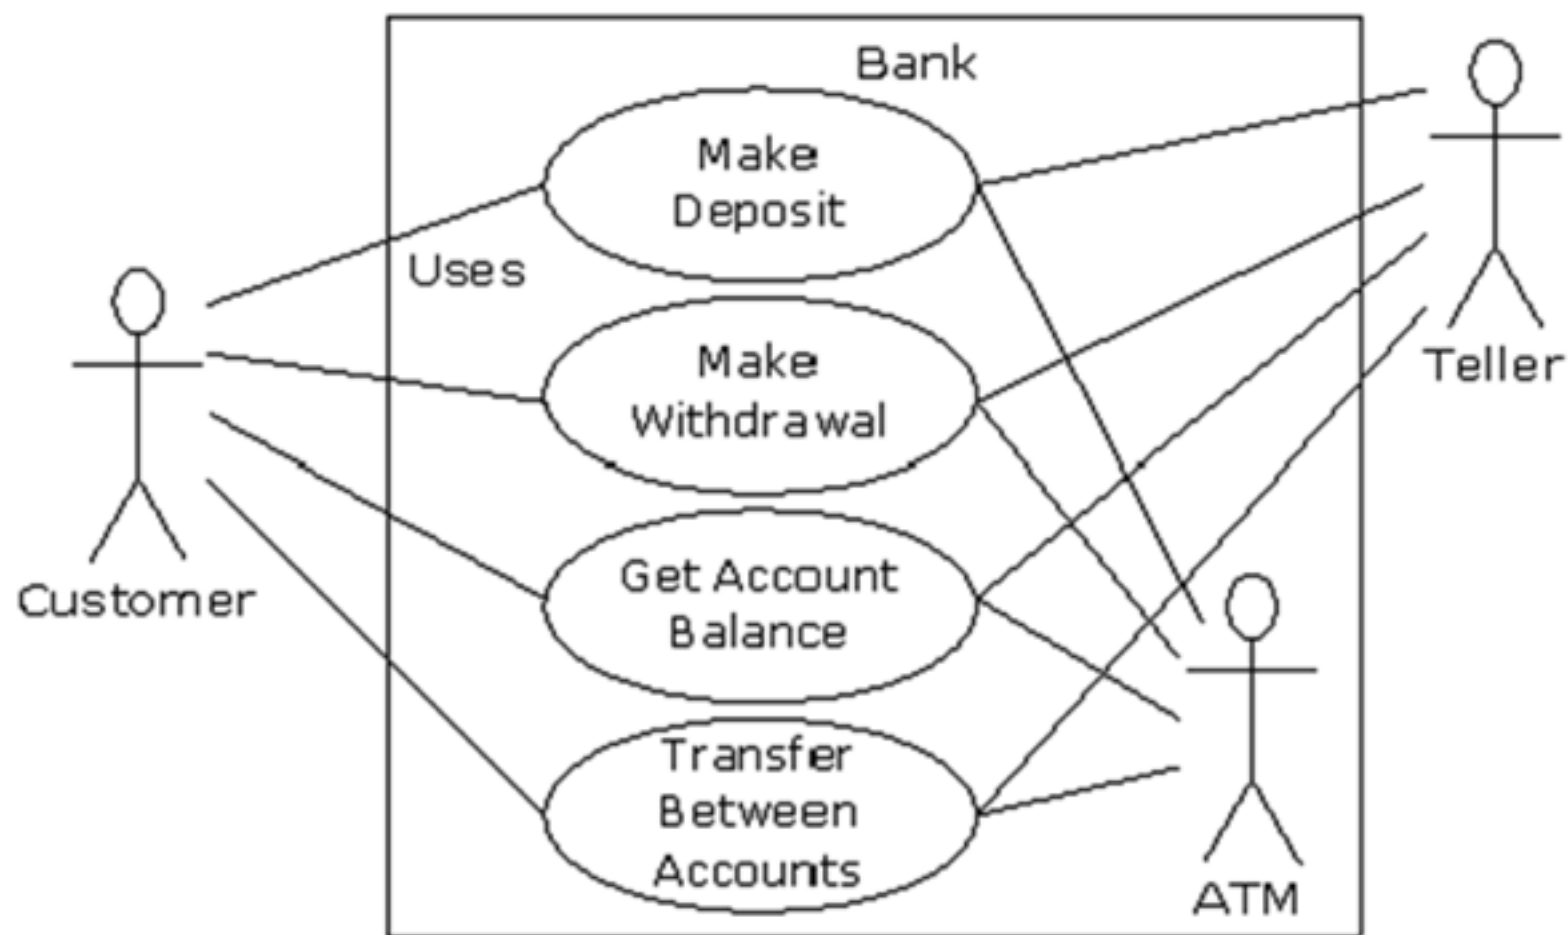 Bank
Make
Deposit
Uses
Make
Withdrawal
Teller
Get Account
Balance
Customer
Transfer
Between
Accounts
ATM